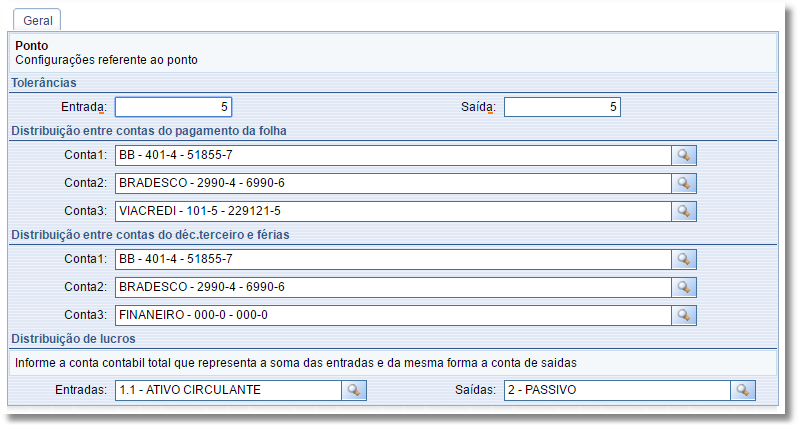 Geral
Ponto
Configurações referente ao ponto
Tolerâncias
Entrada: 5 Saída: 5
Distribuição entre contas do pagamento da folha
Conta1: BB - 401-4 - 51855-7
Conta2: BRADESCO - 2990-4 - 6990-6
Conta3: VIACREDI - 101-5 - 229121-5
Distribuição entre contas do déc.terceiro e férias
Conta1: BB - 401-4 - 51855-7
Conta2: BRADESCO - 2990-4 - 6990-6
Conta3: FINANEIRO - 000-0 - 000-0
Distribuição de lucros
Informe a conta contabil total que representa a soma das entradas e da mesma forma a conta de saidas
Entradas: 1.1 - ATIVO CIRCULANTE Saídas: 2 - PASSIVO